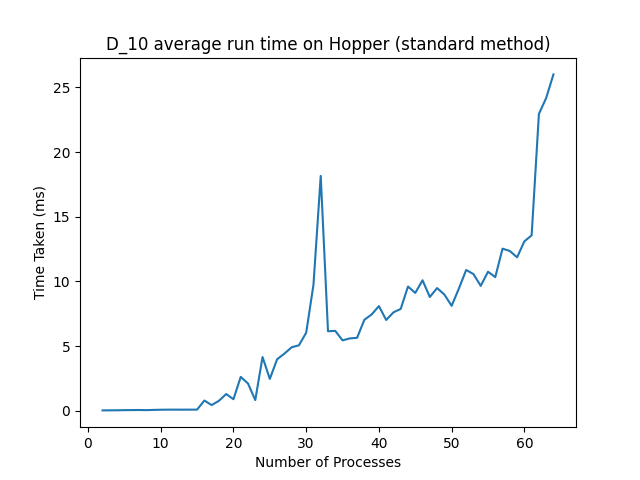 D_10 average run time on Hopper (standard method)
25
20
15
10
5
0
Time Taken (ms)
0 10 20 30 40 50 60
Number of Processes